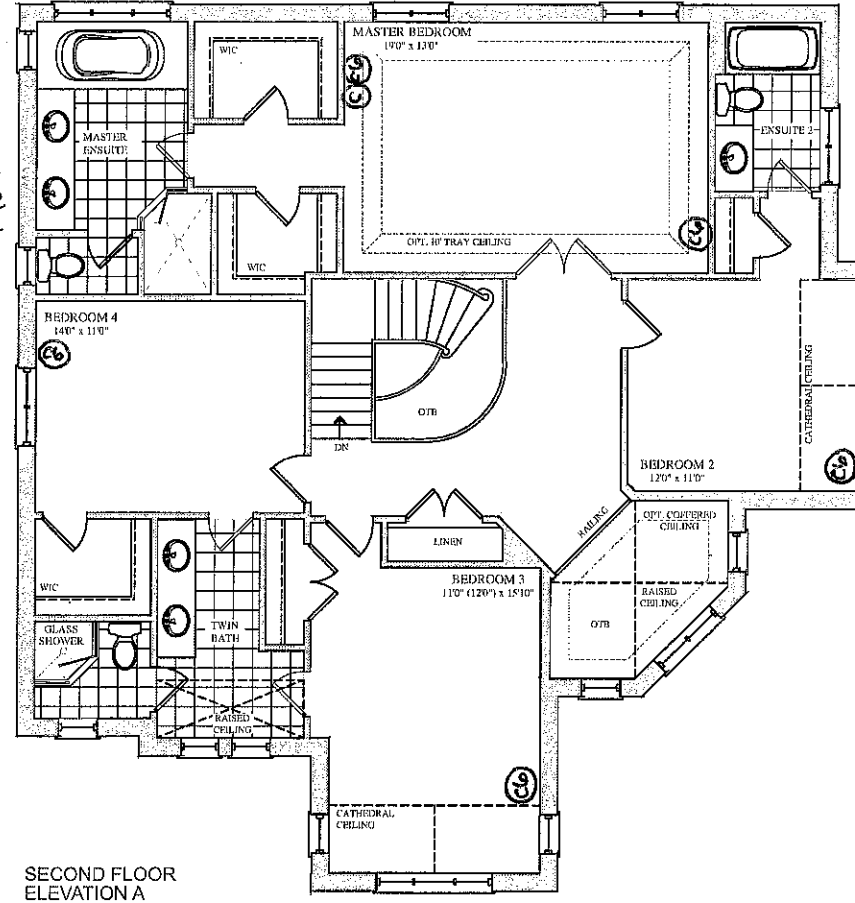 MASTER BEDROOM
19'0" x 13'0"
WIC
MASTER
ENSUITE
ENSUITE 2
OPT. 10' TRAY CEILING
WIC
BEDROOM 4
14'0" x 11'0"
OTB
DN
CATHEDRAL CEILING
BEDROOM 2
12'0" x 11'0"
RAILING
OPT. COFFERED
CEILING
LINEN
BEDROOM 3
11'0" (12'0") x 15'10"
RAISED
CEILING
OTB
WIC
GLASS
SHOWER
TWIN
BATH
RAISED
CEILING
CATHEDRAL
CEILING
SECOND FLOOR
ELEVATION A